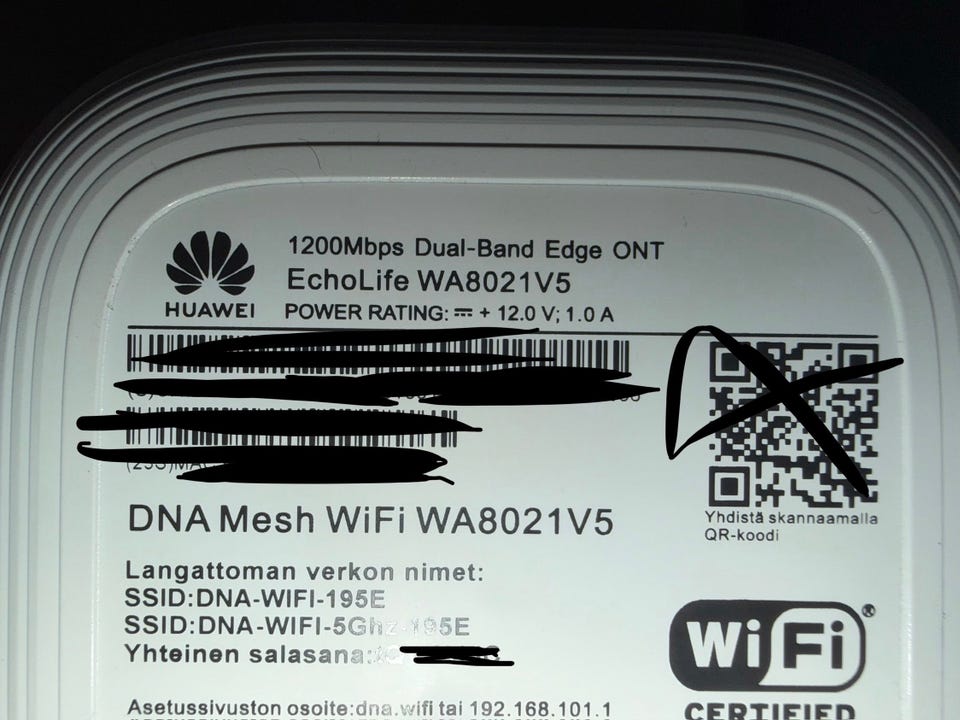 1200Mbps Dual-Band Edge ONT
EchoLife WA8021V5
HUAWEI
POWER RATING: ⎓ + 12.0 V; 1.0 A
DNA Mesh WiFi WA8021V5
Yhdistä skannaamalla
QR-koodi
Langattoman verkon nimet:
SSID:DNA-WIFI-195E
SSID:DNA-WIFI-5Ghz-195E
Yhteinen salasana:
WiFi®
CERTIFIED
Asetussivuston osoite:dna.wifi tai 192.168.101.1